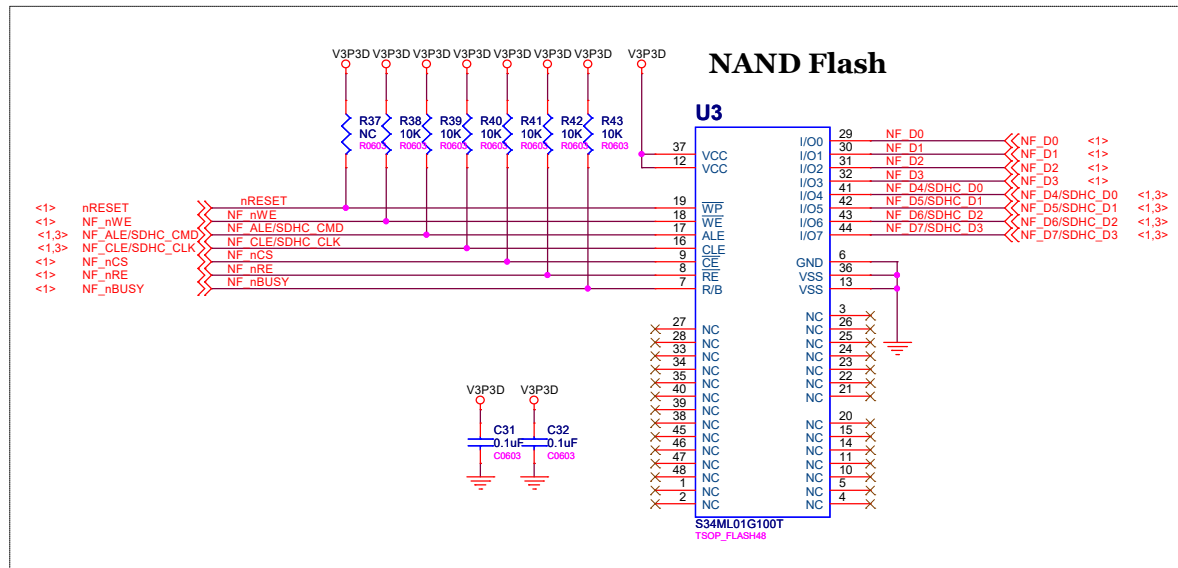 NAND Flash
V3P3D V3P3D V3P3D V3P3D V3P3D V3P3D V3P3D V3P3D
R37 R38 R39 R40 R41 R42 R43
NC 10K 10K 10K 10K 10K 10K
R0603 R0603 R0603 R0603 R0603 R0603 R0603
U3
37 VCC
12 VCC
<1> nRESET nRESET 19 WP
<1> NF_nWE NF_nWE 18 WE
<1,3> NF_ALE/SDHC_CMD NF_ALE/SDHC_CMD 17 ALE
<1,3> NF_CLE/SDHC_CLK NF_CLE/SDHC_CLK 16 CLE
<1> NF_nCS NF_nCS 9 CE
<1> NF_nRE NF_nRE 8 RE
<1> NF_nBUSY NF_nBUSY 7 R/B
27 NC
28 NC
33 NC
34 NC
35 NC
40 NC
39 NC
38 NC
45 NC
46 NC
47 NC
48 NC
1 NC
2 NC
I/O0 29 NF_D0 NF_D0 <1>
I/O1 30 NF_D1 NF_D1 <1>
I/O2 31 NF_D2 NF_D2 <1>
I/O3 32 NF_D3 NF_D3 <1>
I/O4 41 NF_D4/SDHC_D0 NF_D4/SDHC_D0 <1,3>
I/O5 42 NF_D5/SDHC_D1 NF_D5/SDHC_D1 <1,3>
I/O6 43 NF_D6/SDHC_D2 NF_D6/SDHC_D2 <1,3>
I/O7 44 NF_D7/SDHC_D3 NF_D7/SDHC_D3 <1,3>
GND 6
VSS 36
VSS 13
NC 3
NC 26
NC 25
NC 24
NC 23
NC 22
NC 21
NC 20
NC 15
NC 14
NC 11
NC 10
NC 5
NC 4
S34ML01G100T
TSOP_FLASH48
V3P3D V3P3D
C31 C32
0.1uF 0.1uF
C0603 C0603